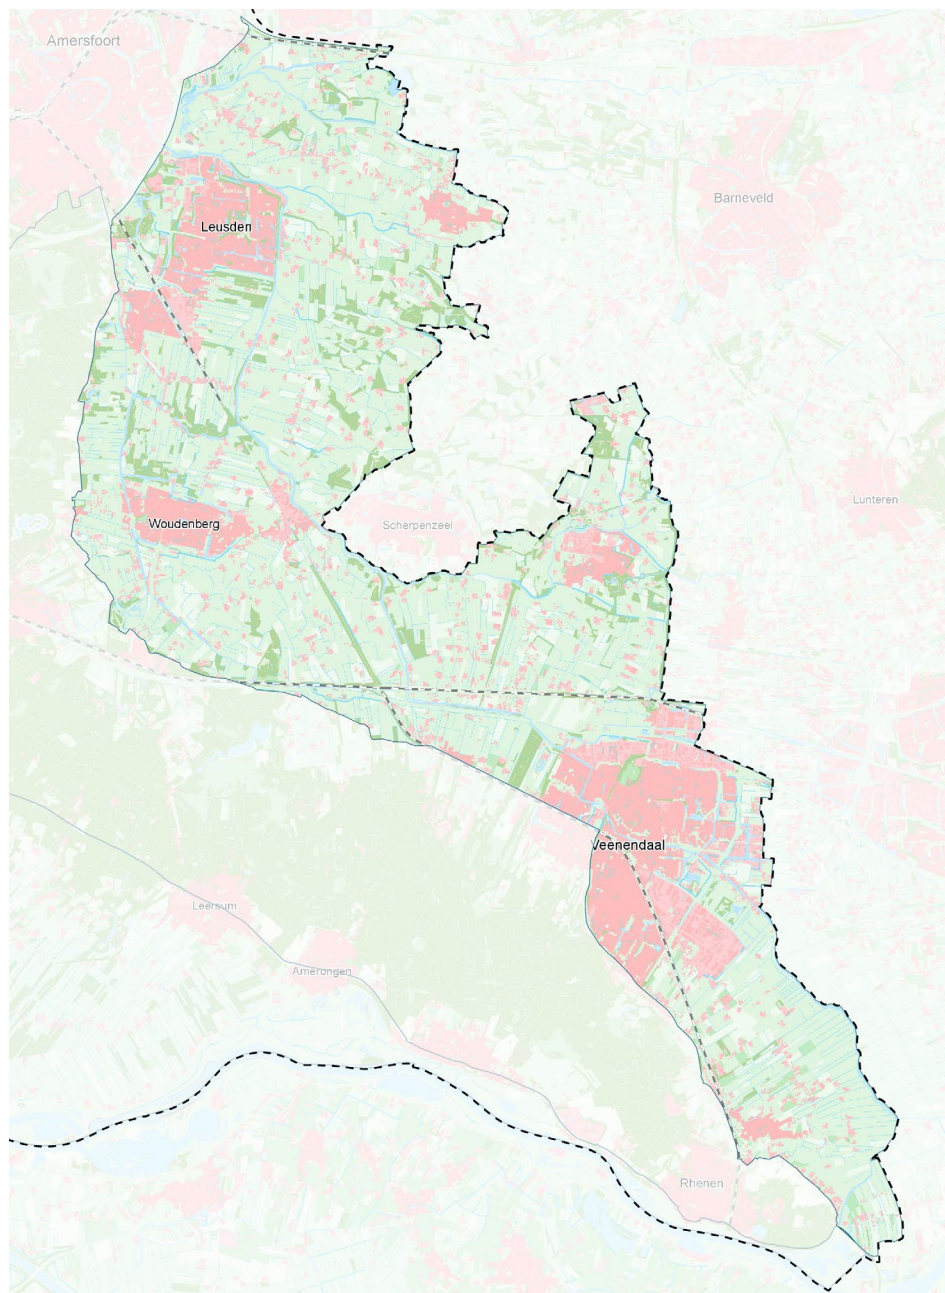 Amersfoort
Barneveld
Leusden
Lunteren
Woudenberg
Scherpenzeel
Veenendaal
Leersum
Amerongen
Rhenen